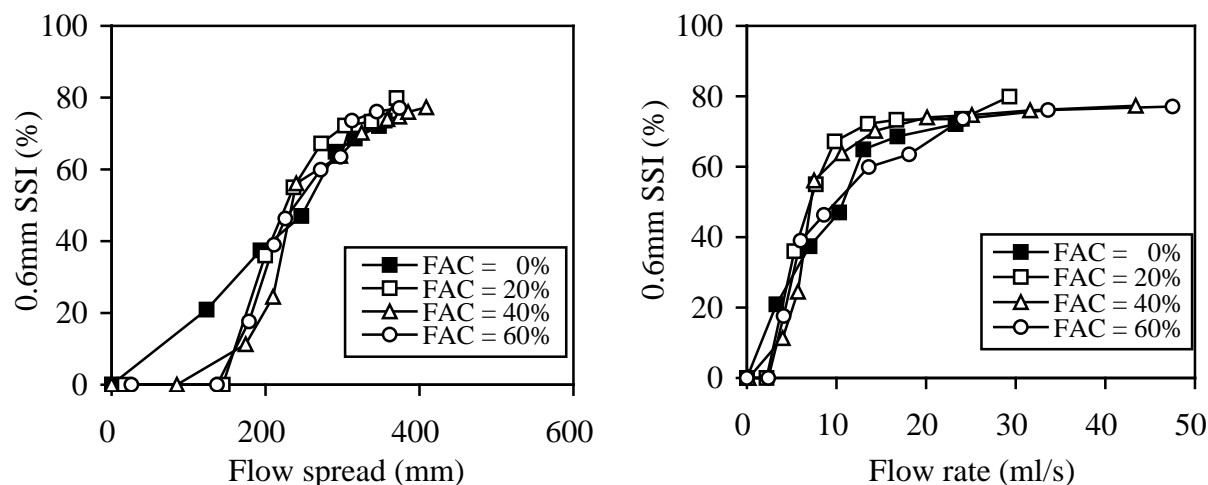 100
80
60
40
20
0
0.6mm SSI (%)
FAC = 0%
FAC = 20%
FAC = 40%
FAC = 60%
0 200 400 600
Flow spread (mm)
100
80
60
40
20
0
0.6mm SSI (%)
FAC = 0%
FAC = 20%
FAC = 40%
FAC = 60%
0 10 20 30 40 50
Flow rate (ml/s)